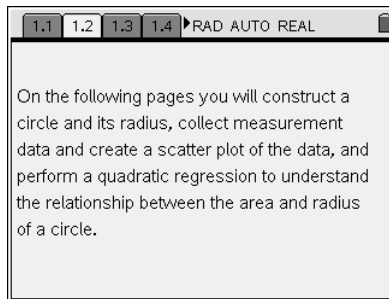 1.1 1.2 1.3 1.4 RAD AUTO REAL
On the following pages you will construct a
circle and its radius, collect measurement
data and create a scatter plot of the data, and
perform a quadratic regression to understand
the relationship between the area and radius
of a circle.